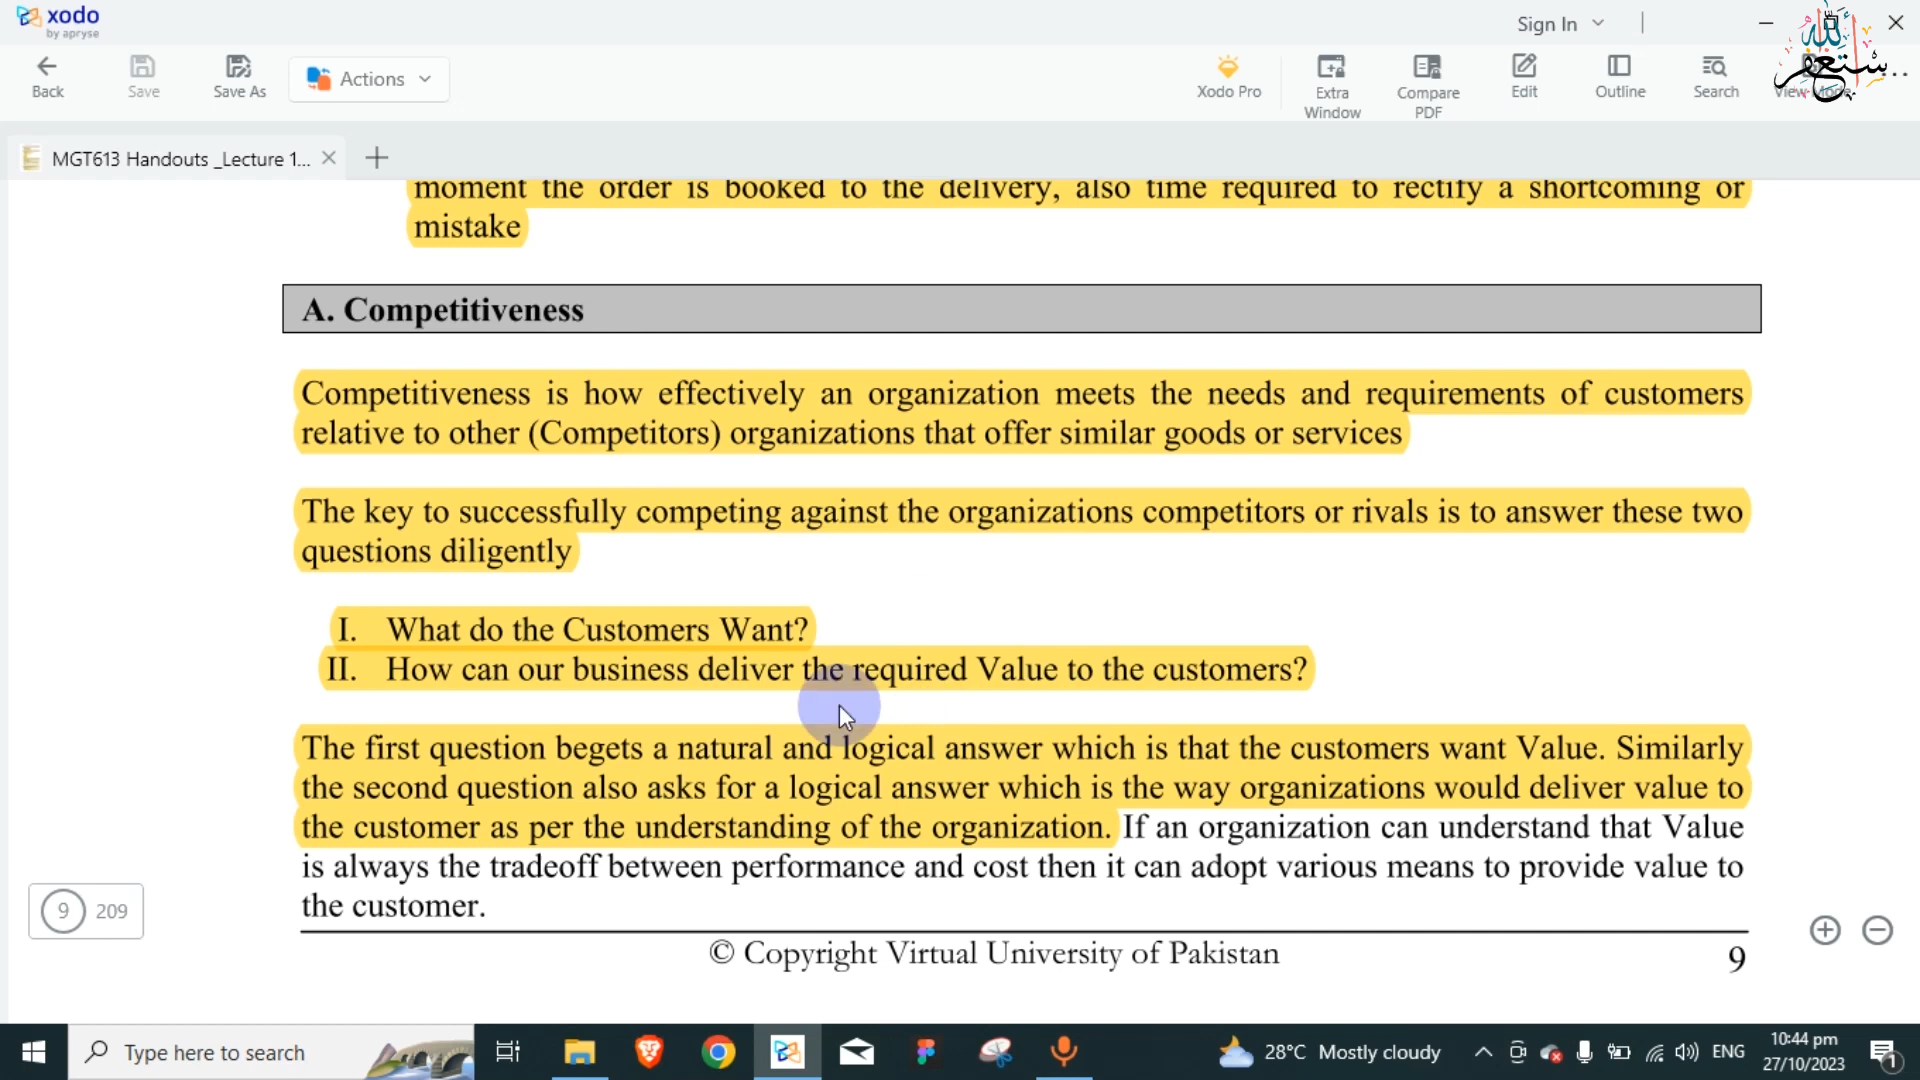 xodo
by apryse
Sign In
Back
Save
Save As
Actions
Xodo Pro
Extra Window
Compare PDF
Edit
Outline
Search
View Mode
MGT613 Handouts _Lecture 1...
moment the order is booked to the delivery, also time required to rectify a shortcoming or
mistake
A. Competitiveness
Competitiveness is how effectively an organization meets the needs and requirements of customers
relative to other (Competitors) organizations that offer similar goods or services
The key to successfully competing against the organizations competitors or rivals is to answer these two
questions diligently
I. What do the Customers Want?
II. How can our business deliver the required Value to the customers?
The first question begets a natural and logical answer which is that the customers want Value. Similarly
the second question also asks for a logical answer which is the way organizations would deliver value to
the customer as per the understanding of the organization. If an organization can understand that Value
is always the tradeoff between performance and cost then it can adopt various means to provide value to
the customer.
9 209
© Copyright Virtual University of Pakistan
9
Type here to search
28°C Mostly cloudy
ENG
10:44 pm
27/10/2023
1